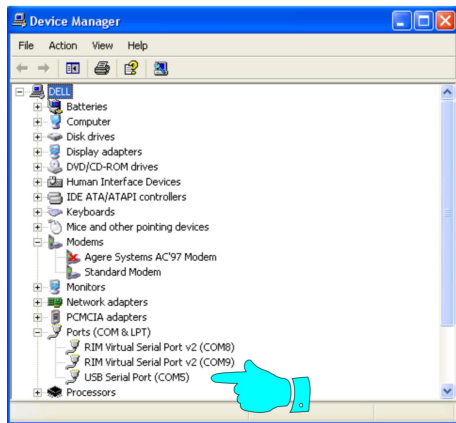 Device Manager
File Action View Help
DELL
Batteries
Computer
Disk drives
Display adapters
DVD/CD-ROM drives
Human Interface Devices
IDE ATA/ATAPI controllers
Keyboards
Mice and other pointing devices
Modems
Agere Systems AC'97 Modem
Standard Modem
Monitors
Network adapters
PCMCIA adapters
Ports (COM & LPT)
RIM Virtual Serial Port v2 (COM8)
RIM Virtual Serial Port v2 (COM9)
USB Serial Port (COM5)
Processors